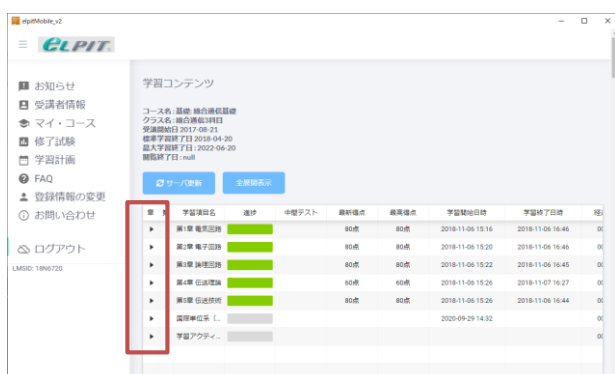 elpitMobile_v2
ELPIT.
お知らせ
受講者情報
マイ・コース
修了試験
学習計画
FAQ
登録情報の変更
お問い合わせ
ログアウト
LMSID: 18N6720
学習コンテンツ
コース名 : 基礎: 総合通信基礎
クラス名 : 総合通信3科目
受講開始日 2017-08-21
標準学習終了日 2018-04-20
最大学習終了日 : 2022-06-20
閲覧終了日 : null
サーバ更新 全展開表示
章 学習項目名 進捗 中間テスト 最新得点 最高得点 学習開始日時 学習終了日時
第1章 電気回路 80点 80点 2018-11-06 15:16 2018-11-06 16:46
第2章 電子回路 80点 80点 2018-11-06 15:20 2018-11-06 16:46
第3章 論理回路 80点 80点 2018-11-06 15:22 2018-11-06 16:45
第4章 伝送理論 60点 60点 2018-11-06 15:26 2018-11-07 16:27
第5章 伝送技術 80点 80点 2018-11-06 15:26 2018-11-06 16:44
国際単位系 (... 2020-09-29 14:32
学習アクティ...